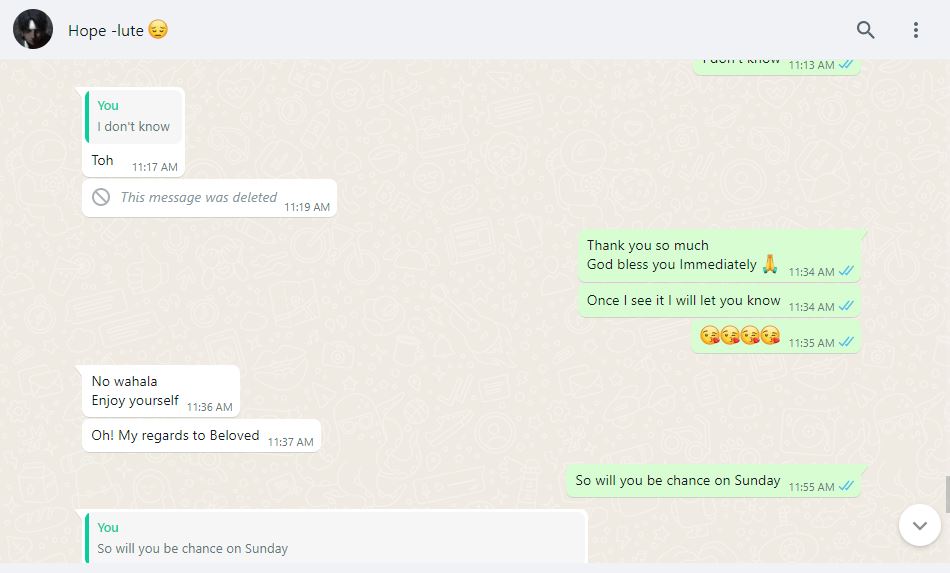 Hope -lute 😔
I don't know
11:13 AM
You
I don't know
Toh
11:17 AM
This message was deleted
11:19 AM
Thank you so much
God bless you Immediately 🙏
11:34 AM
Once I see it I will let you know
11:34 AM
😘😘😘😘
11:35 AM
No wahala
Enjoy yourself
11:36 AM
Oh! My regards to Beloved
11:37 AM
So will you be chance on Sunday
11:55 AM
You
So will you be chance on Sunday